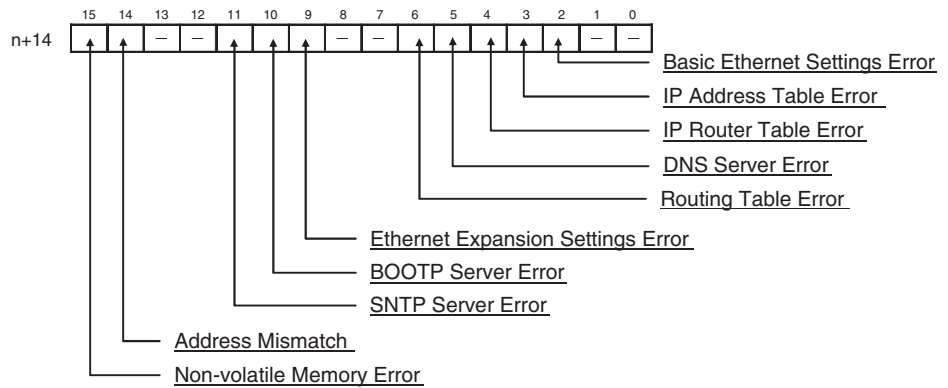 15 14 13 12 11 10 9 8 7 6 5 4 3 2 1 0
n+14 – – – – – –
Basic Ethernet Settings Error
IP Address Table Error
IP Router Table Error
DNS Server Error
Routing Table Error
Ethernet Expansion Settings Error
BOOTP Server Error
SNTP Server Error
Address Mismatch
Non-volatile Memory Error